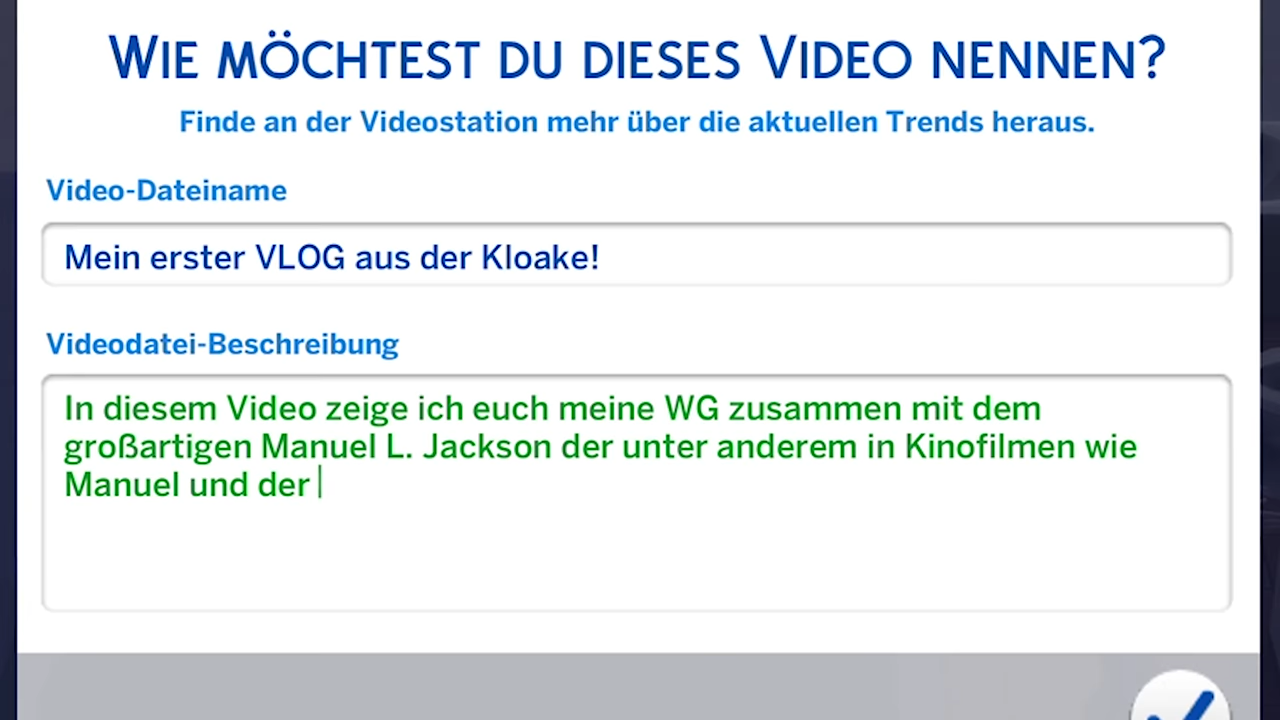 Wie möchtest du dieses Video nennen?
Finde an der Videostation mehr über die aktuellen Trends heraus.
Video-Dateiname
Mein erster VLOG aus der Kloake!
Videodatei-Beschreibung
In diesem Video zeige ich euch meine WG zusammen mit dem
großartigen Manuel L. Jackson der unter anderem in Kinofilmen wie
Manuel und der